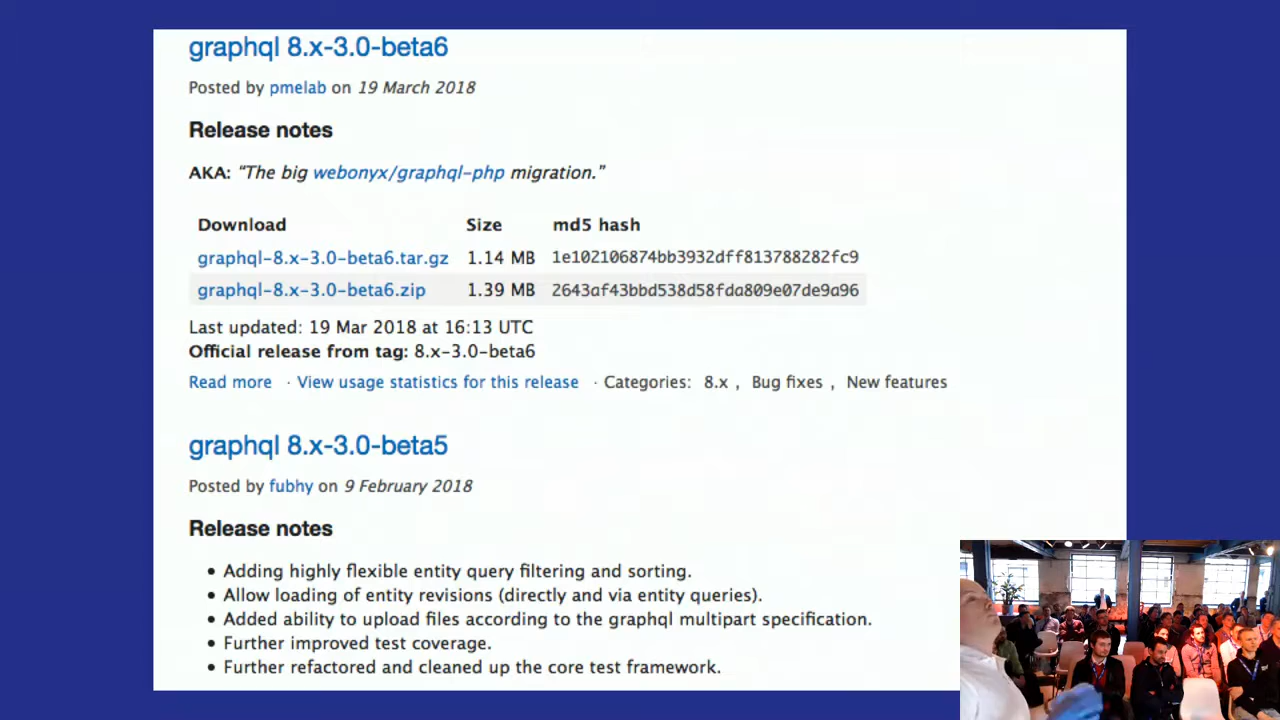 graphql 8.x-3.0-beta6
Posted by pmelab on 19 March 2018
Release notes
AKA: “The big webonyx/graphql-php migration.”
Download Size md5 hash
graphql-8.x-3.0-beta6.tar.gz 1.14 MB 1e102106874bb3932dff813788282fc9
graphql-8.x-3.0-beta6.zip 1.39 MB 2643af43bbd538d58fda809e07de9a96
Last updated: 19 Mar 2018 at 16:13 UTC
Official release from tag: 8.x-3.0-beta6
Read more · View usage statistics for this release · Categories: 8.x , Bug fixes , New features
graphql 8.x-3.0-beta5
Posted by fubhy on 9 February 2018
Release notes
• Adding highly flexible entity query filtering and sorting.
• Allow loading of entity revisions (directly and via entity queries).
• Added ability to upload files according to the graphql multipart specification.
• Further improved test coverage.
• Further refactored and cleaned up the core test framework.